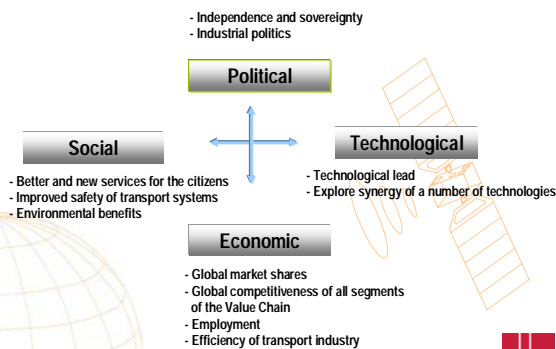 - Independence and sovereignty
- Industrial politics
Political
Social
- Better and new services for the citizens
- Improved safety of transport systems
- Environmental benefits
Technological
- Technological lead
- Explore synergy of a number of technologies
Economic
- Global market shares
- Global competitiveness of all segments
of the Value Chain
- Employment
- Efficiency of transport industry